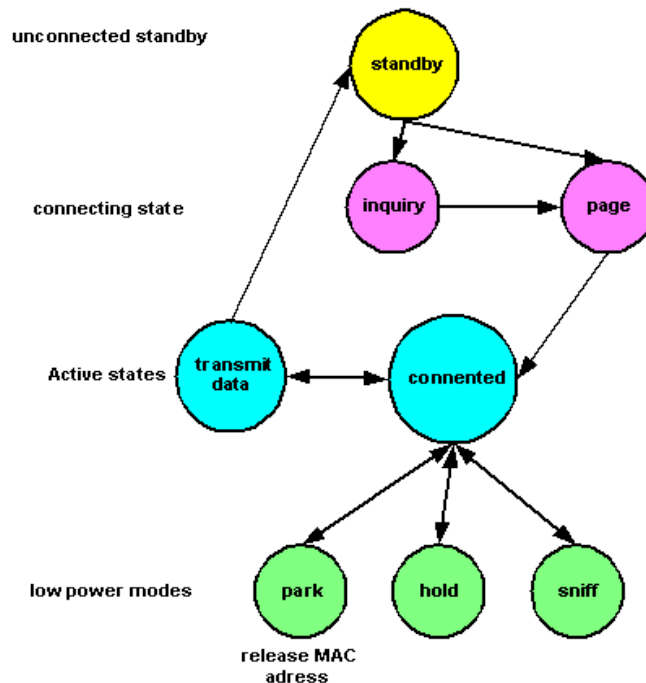 unconnected standby
standby
connecting state
inquiry
page
Active states
transmit
data
connented
low power modes
park
hold
sniff
release MAC
adress